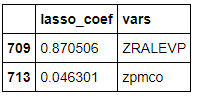 lasso_coef vars
709 0.870506 ZRALEVP
713 0.046301 zpmco